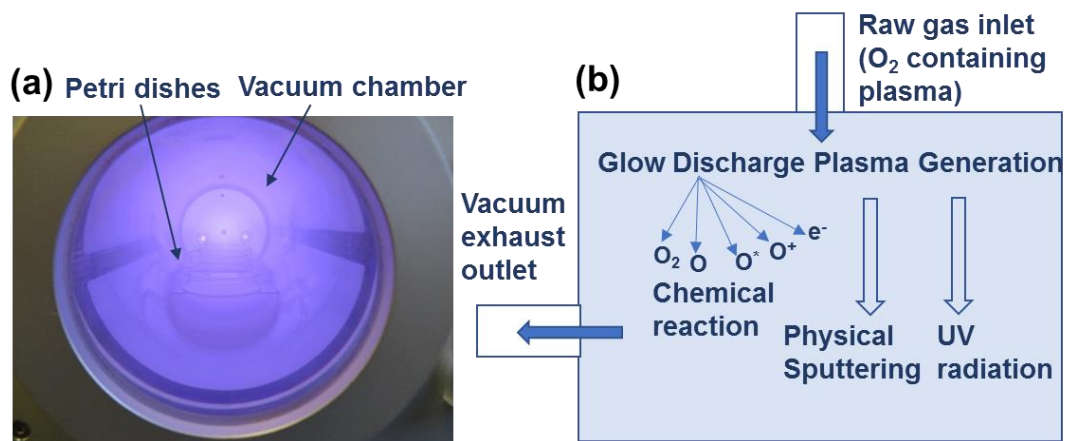 (a)
Petri dishes
Vacuum chamber
(b)
Raw gas inlet
(O₂ containing
plasma)
Glow Discharge Plasma Generation
O₂ O O* O⁺ e⁻
Chemical
reaction
Physical
Sputtering
UV
radiation
Vacuum
exhaust
outlet